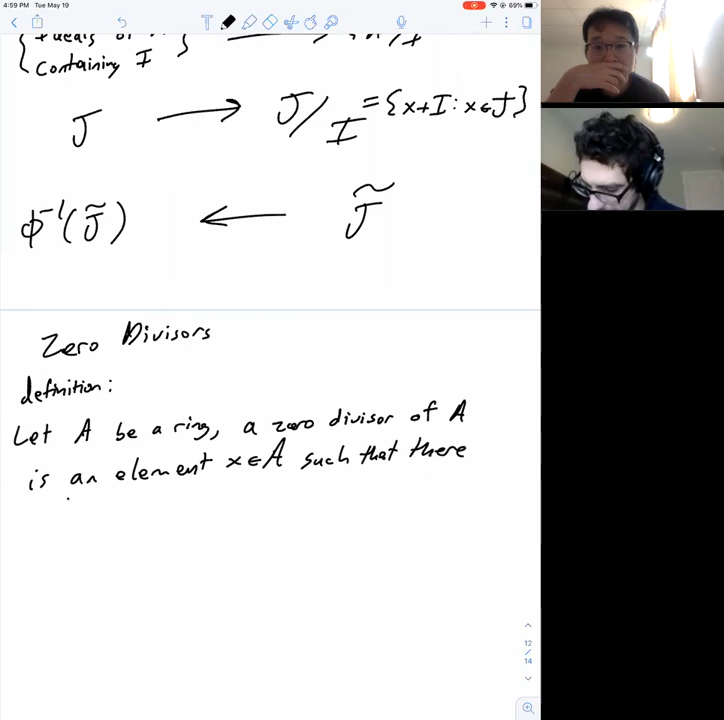 4:59 PM Tue May 19
69%
Containing I
J → J/I = {x+I : x ∈ J}
ϕ⁻¹(J̃) ← J̃
Zero Divisors
definition:
Let A be a ring, a zero divisor of A
is an element x ∈ A such that there
12
/
14